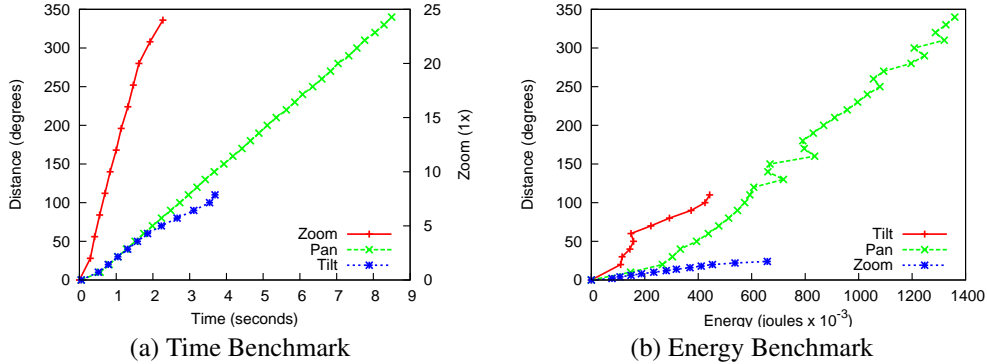 350
300
250
200
150
100
50
0
Distance (degrees)
0 1 2 3 4 5 6 7 8 9
Time (seconds)
25
20
15
10
5
0
Zoom (1x)
Zoom
Pan
Tilt
(a) Time Benchmark
350
300
250
200
150
100
50
0
Distance (degrees)
0 200 400 600 800 1000 1200 1400
Energy (joules x 10^-3)
Tilt
Pan
Zoom
(b) Energy Benchmark